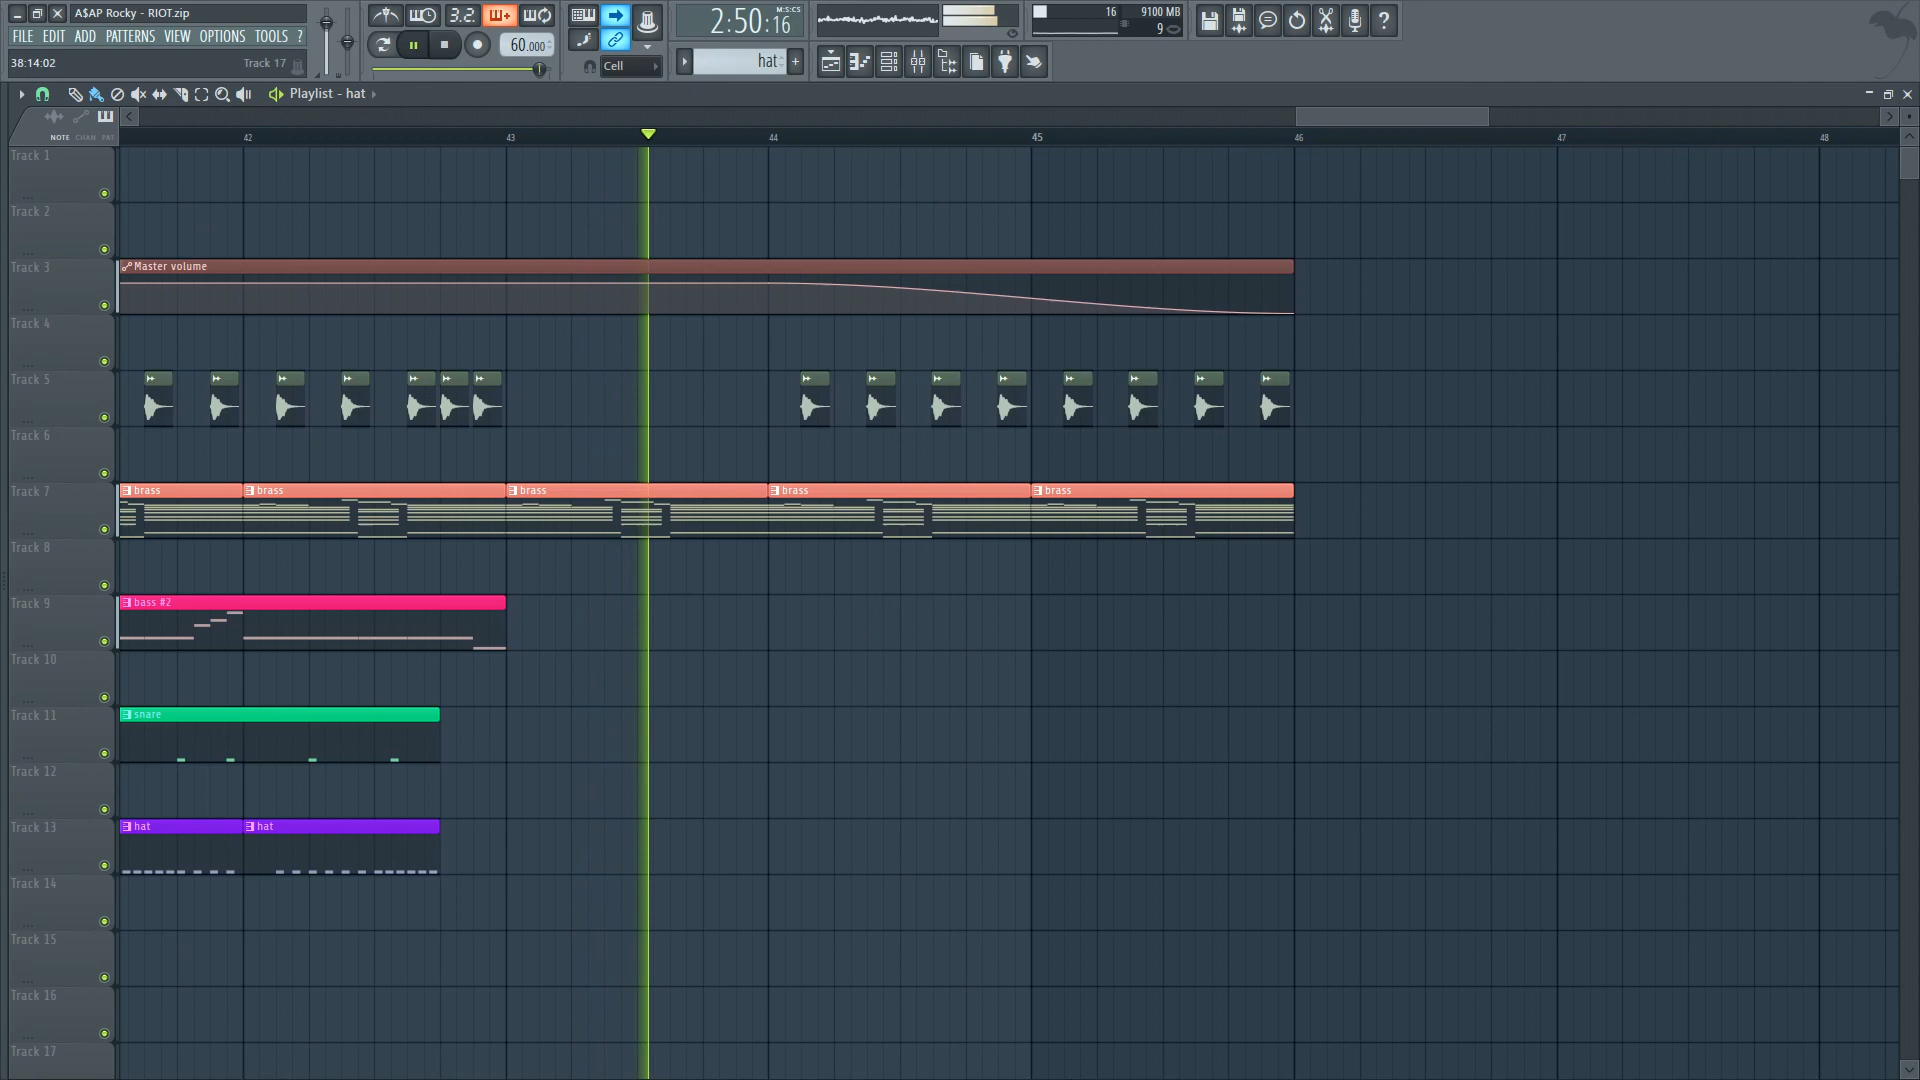 A$AP Rocky - RIOT.zip
FILE EDIT ADD PATTERNS VIEW OPTIONS TOOLS ?
38:14:02 Track 17
3.2.
60.000
Cell
2:50:16 M:S:CS
hat
16 9100 MB
9
Playlist - hat
NOTE CHAN PAT
42 43 44 45 46 47 48
Track 1
Track 2
Track 3
Master volume
Track 4
Track 5
Track 6
Track 7
brass brass brass brass brass
Track 8
Track 9
bass #2
Track 10
Track 11
snare
Track 12
Track 13
hat hat
Track 14
Track 15
Track 16
Track 17